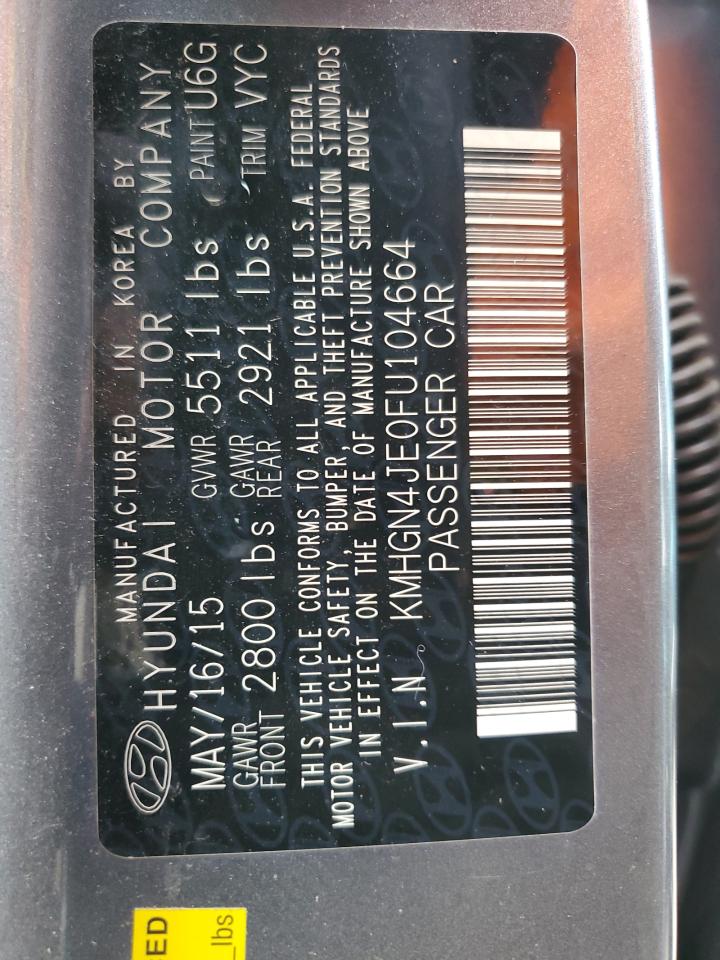 MANUFACTURED IN KOREA BY
HYUNDAI MOTOR COMPANY
MAY/16/15 GVWR 5511 lbs PAINT U6G
GAWR FRONT 2800 lbs GAWR REAR 2921 lbs TRIM VYC
THIS VEHICLE CONFORMS TO ALL APPLICABLE U.S.A. FEDERAL
MOTOR VEHICLE SAFETY, BUMPER, AND THEFT PREVENTION STANDARDS
IN EFFECT ON THE DATE OF MANUFACTURE SHOWN ABOVE
V.I.N. KMHGN4JE0FU104664
PASSENGER CAR
lbs